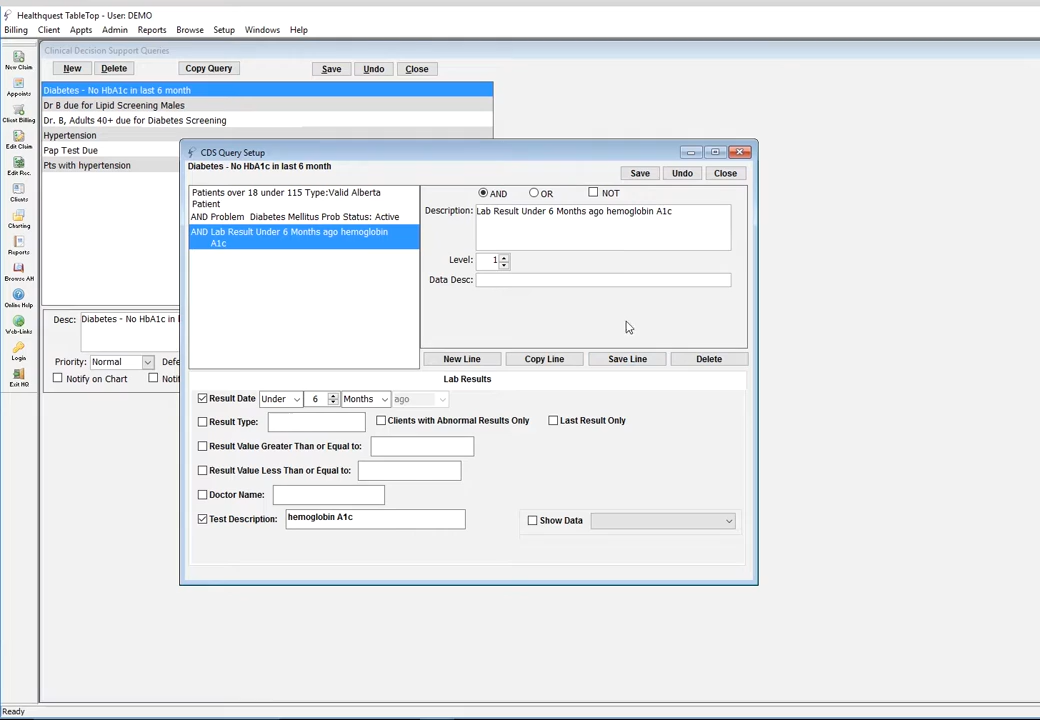 Healthquest TableTop - User: DEMO
Billing Client Appts Admin Reports Browse Setup Windows Help
Clinical Decision Support Queries
New Delete Copy Query Save Undo Close
New Claim
Appoints
Client Billing
Edit Claim
Edit Rec.
Clients
Charting
Reports
Browse All
Online Help
Web-Links
Login
Exit HQ
Diabetes - No HbA1c in last 6 month
Dr B due for Lipid Screening Males
Dr. B, Adults 40+ due for Diabetes Screening
Hypertension
Pap Test Due
Pts with hypertension
Desc: Diabetes - No HbA1c in l
Priority: Normal Defe
Notify on Chart Notif
CDS Query Setup
Diabetes - No HbA1c in last 6 month
Save Undo Close
Patients over 18 under 115 Type:Valid Alberta
Patient
AND Problem Diabetes Mellitus Prob Status: Active
AND Lab Result Under 6 Months ago hemoglobin
A1c
AND OR NOT
Description: Lab Result Under 6 Months ago hemoglobin A1c
Level: 1
Data Desc:
New Line Copy Line Save Line Delete
Lab Results
Result Date Under 6 Months ago
Result Type: Clients with Abnormal Results Only Last Result Only
Result Value Greater Than or Equal to:
Result Value Less Than or Equal to:
Doctor Name:
Test Description: hemoglobin A1c Show Data
Ready